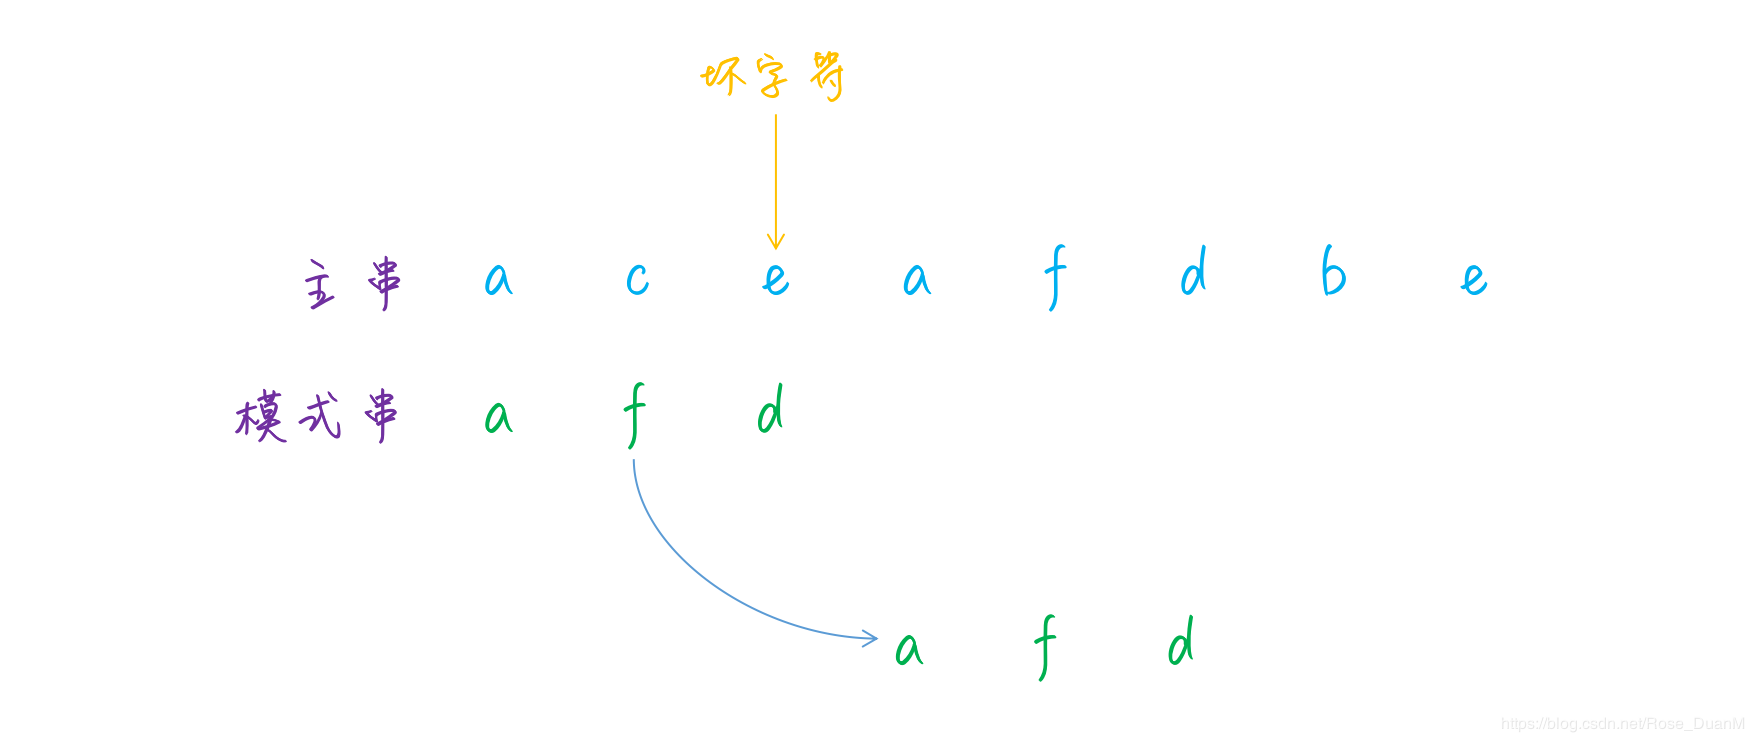 坏字符
主串 a c e a f d b e
模式串 a f d
a f d
https://blog.csdn.net/Rose_DuanM